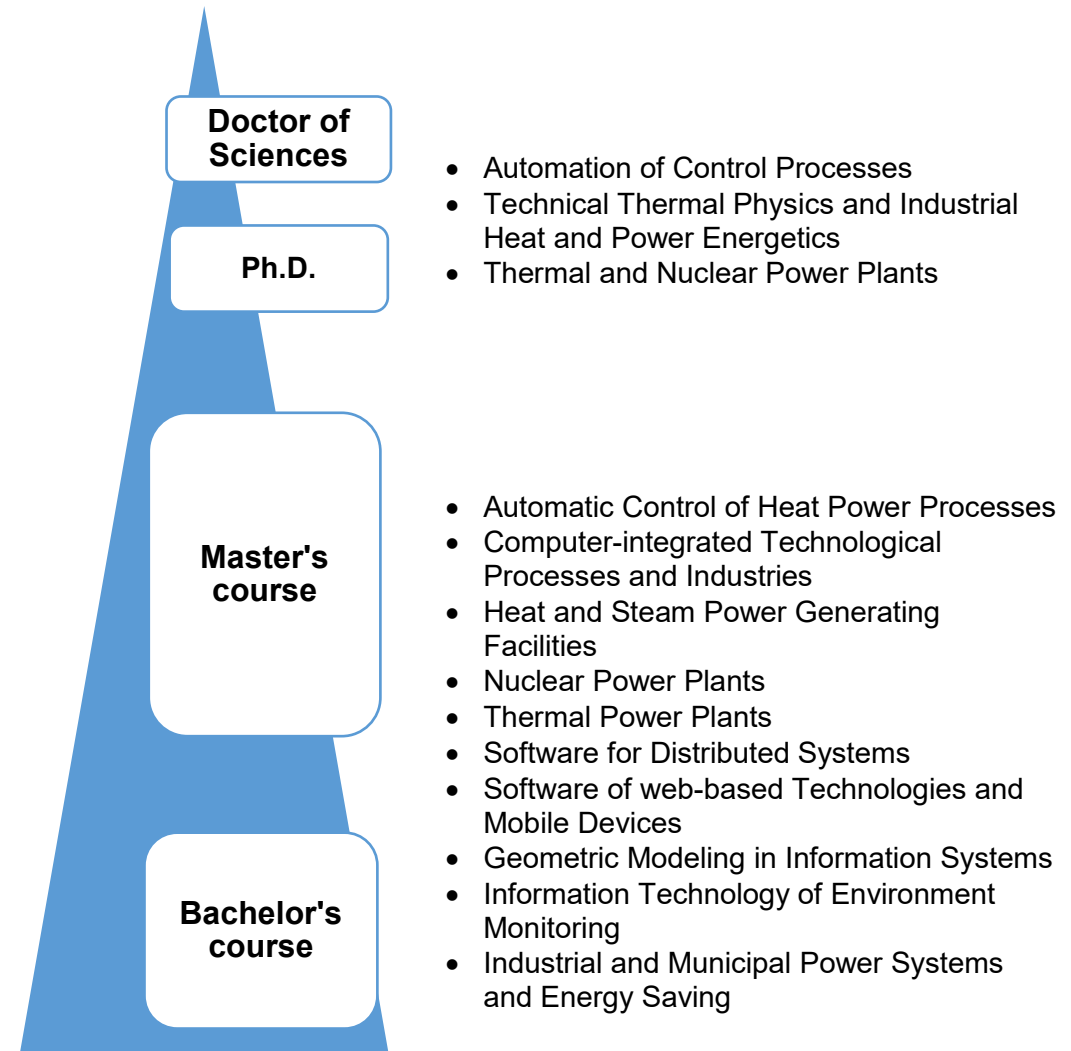 Doctor of
Sciences
Ph.D.
• Automation of Control Processes
• Technical Thermal Physics and Industrial
Heat and Power Energetics
• Thermal and Nuclear Power Plants
Master's
course
Bachelor's
course
• Automatic Control of Heat Power Processes
• Computer-integrated Technological
Processes and Industries
• Heat and Steam Power Generating
Facilities
• Nuclear Power Plants
• Thermal Power Plants
• Software for Distributed Systems
• Software of web-based Technologies and
Mobile Devices
• Geometric Modeling in Information Systems
• Information Technology of Environment
Monitoring
• Industrial and Municipal Power Systems
and Energy Saving